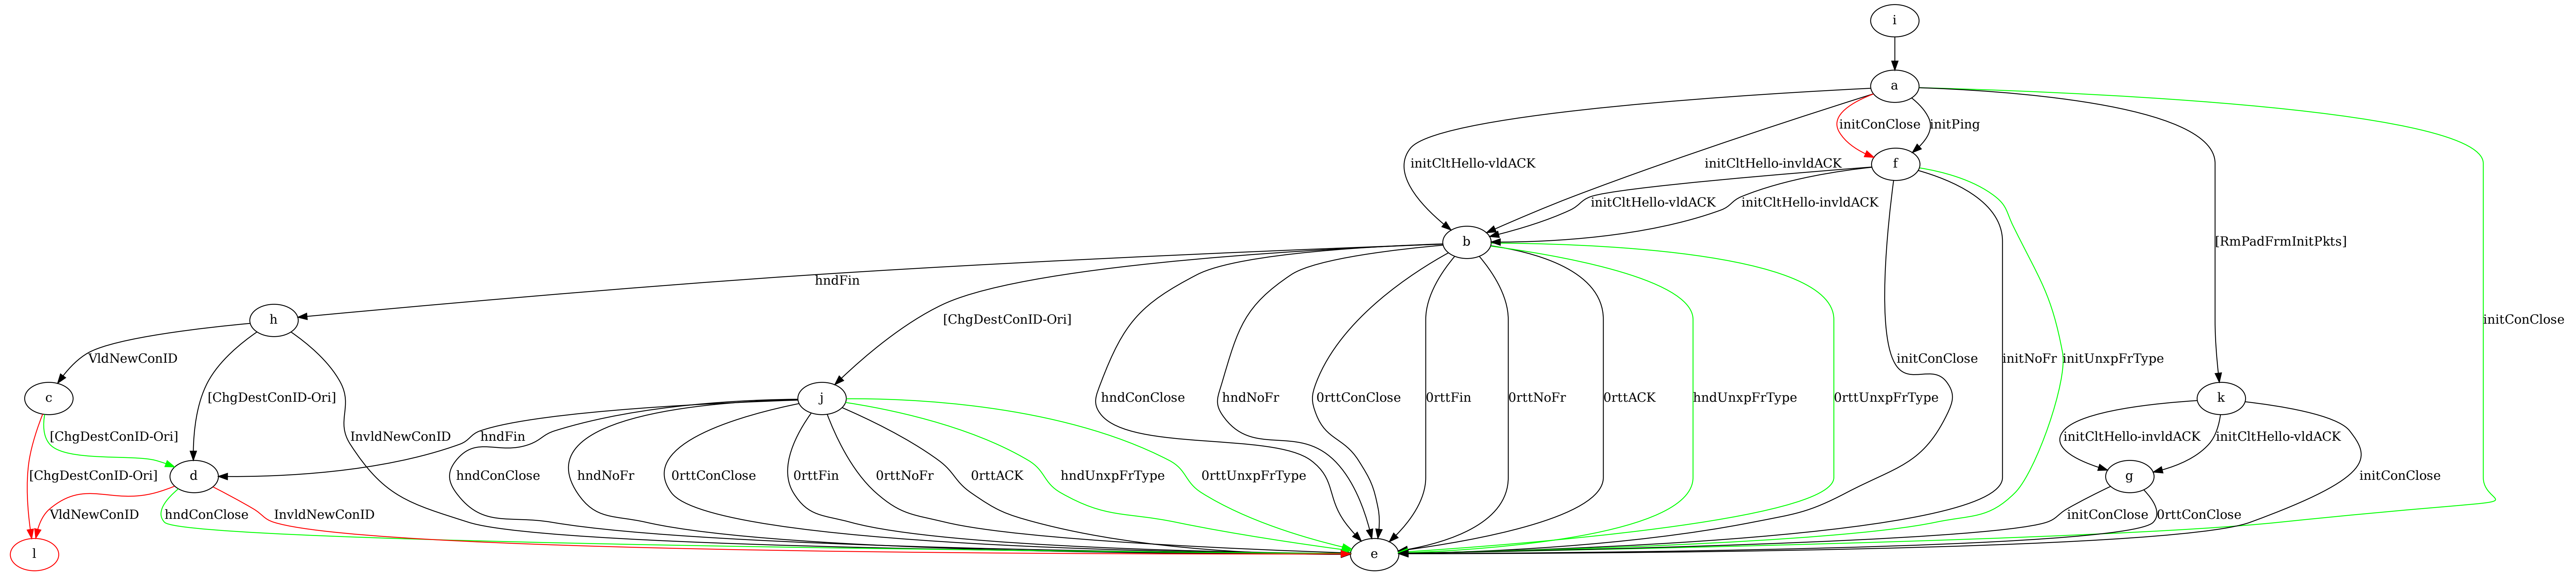 i
a
initConClose
initPing
initCltHello-vldACK
initCltHello-invldACK
f
initCltHello-vldACK
initCltHello-invldACK
b
[RmPadFrmInitPkts]
hndFin
h
[ChgDestConID-Ori]
initConClose
VldNewConID
initConClose
initNoFr
initUnxpFrType
c
[ChgDestConID-Ori]
j
hndConClose
hndNoFr
0rttConClose
0rttFin
0rttNoFr
0rttACK
hndUnxpFrType
0rttUnxpFrType
k
[ChgDestConID-Ori]
InvldNewConID
hndFin
initCltHello-invldACK
initCltHello-vldACK
[ChgDestConID-Ori]
d
hndConClose
hndNoFr
0rttConClose
0rttFin
0rttNoFr
0rttACK
hndUnxpFrType
0rttUnxpFrType
g
initConClose
VldNewConID
hndConClose
InvldNewConID
initConClose
0rttConClose
l
e